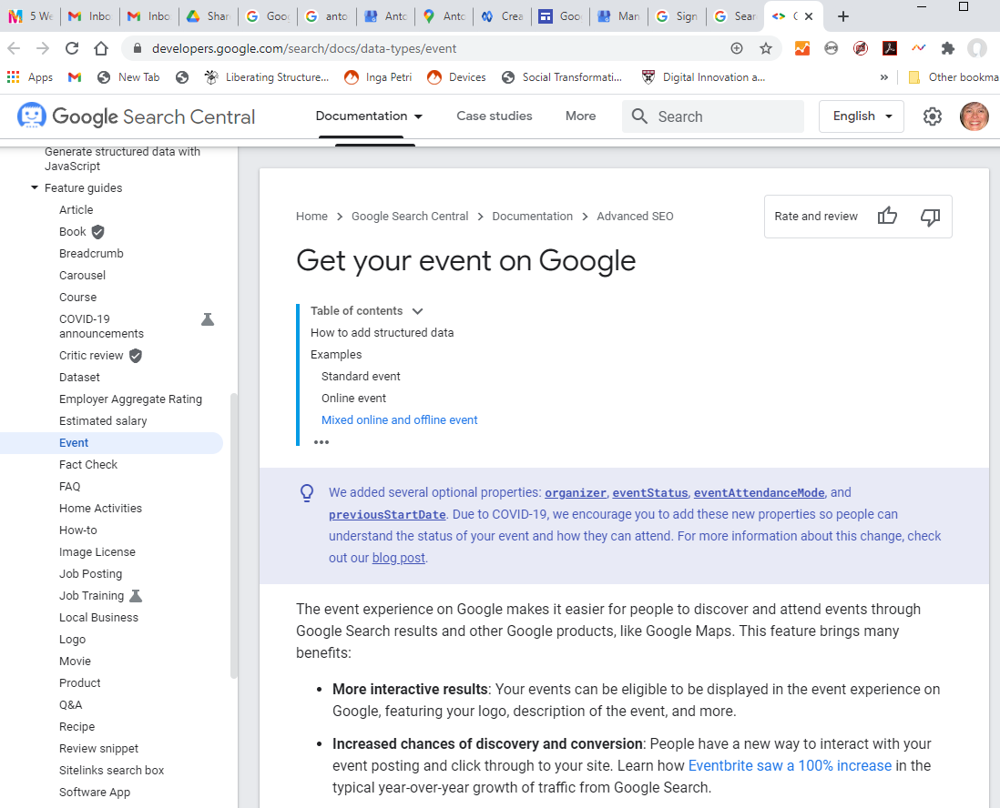 5 We
Inbo
Inbo
Shar
Goog
anto
Anto
Anto
Crea
Goo
Man
Sign
Sear
developers.google.com/search/docs/data-types/event
Apps
New Tab
Liberating Structure...
Inga Petri
Devices
Social Transformati...
Digital Innovation a...
»
Other bookma
Google Search Central
Documentation
Case studies
More
Search
English
Generate structured data with
JavaScript
Feature guides
Article
Book
Breadcrumb
Carousel
Course
COVID-19
announcements
Critic review
Dataset
Employer Aggregate Rating
Estimated salary
Event
Fact Check
FAQ
Home Activities
How-to
Image License
Job Posting
Job Training
Local Business
Logo
Movie
Product
Q&A
Recipe
Review snippet
Sitelinks search box
Software App
Home > Google Search Central > Documentation > Advanced SEO
Rate and review
Get your event on Google
Table of contents
How to add structured data
Examples
Standard event
Online event
Mixed online and offline event
•••
We added several optional properties: organizer, eventStatus, eventAttendanceMode, and
previousStartDate. Due to COVID-19, we encourage you to add these new properties so people can
understand the status of your event and how they can attend. For more information about this change, check
out our blog post.
The event experience on Google makes it easier for people to discover and attend events through
Google Search results and other Google products, like Google Maps. This feature brings many
benefits:
• More interactive results: Your events can be eligible to be displayed in the event experience on
Google, featuring your logo, description of the event, and more.
• Increased chances of discovery and conversion: People have a new way to interact with your
event posting and click through to your site. Learn how Eventbrite saw a 100% increase in the
typical year-over-year growth of traffic from Google Search.